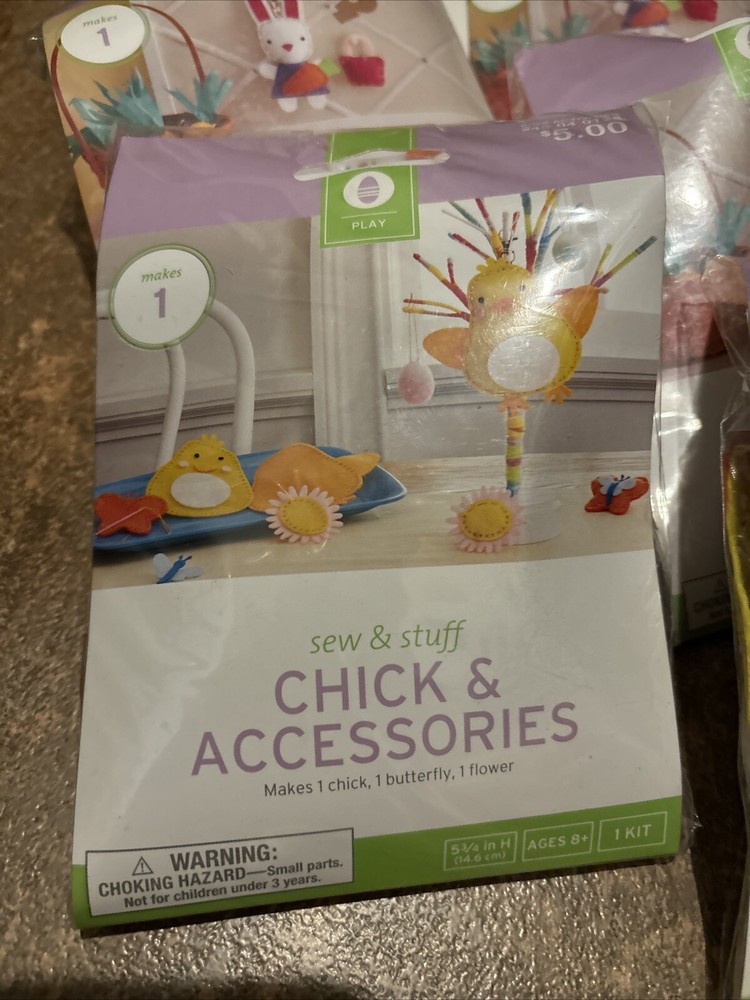 makes
1
$5.00
PLAY
makes
1
sew & stuff
CHICK &
ACCESSORIES
Makes 1 chick, 1 butterfly, 1 flower
WARNING:
CHOKING HAZARD—Small parts.
Not for children under 3 years.
5¾ in H
(14.6 cm)
AGES 8+
1 KIT